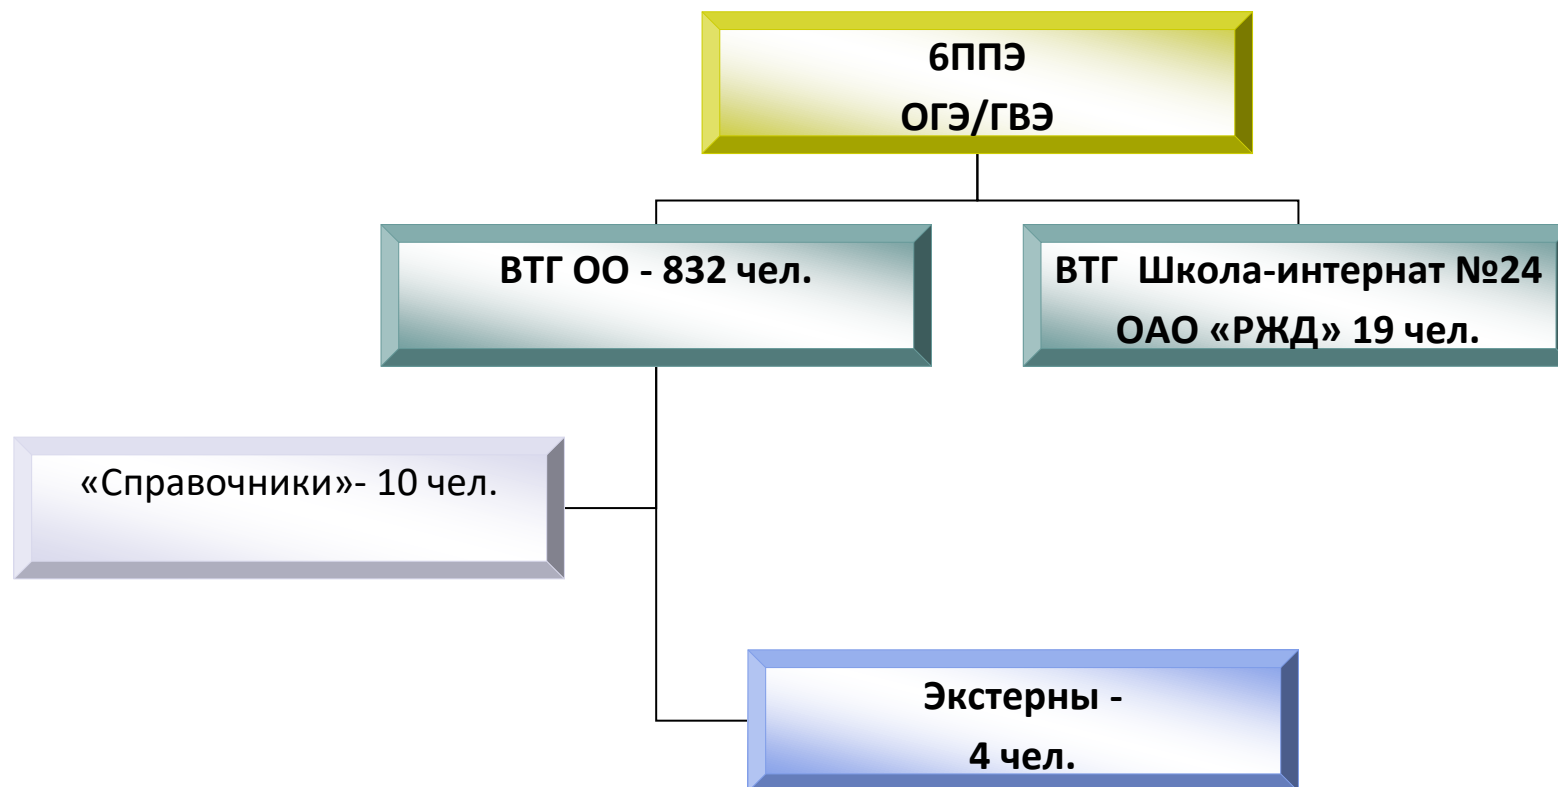 6ППЭ
ОГЭ/ГВЭ
ВТГ ОО - 832 чел.
ВТГ Школа-интернат №24
ОАО «РЖД» 19 чел.
«Справочники»- 10 чел.
Экстерны -
4 чел.